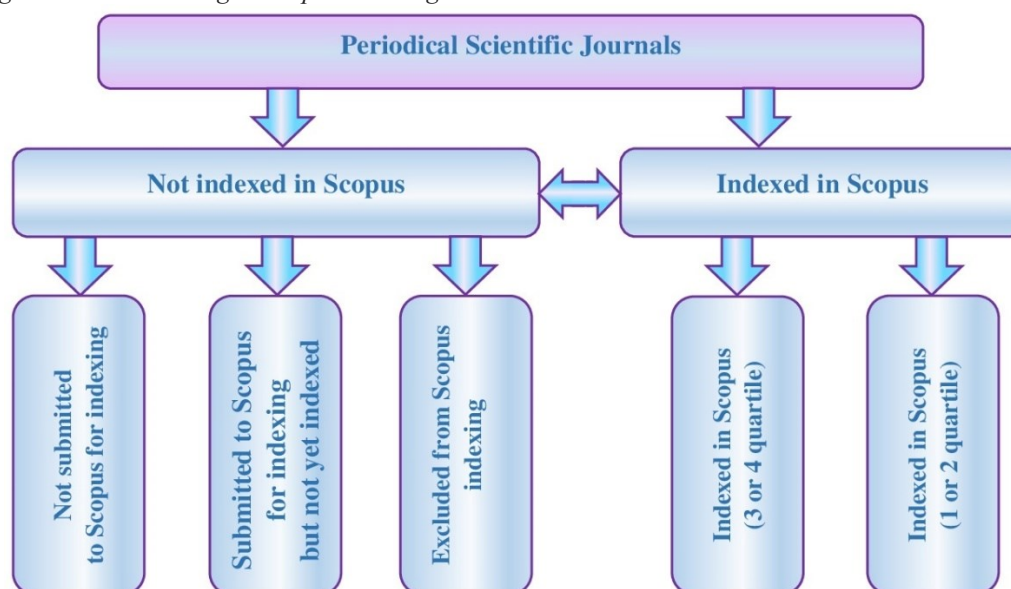 Periodical Scientific Journals
Not indexed in Scopus
Indexed in Scopus
Not submitted
to Scopus for indexing
Submitted to Scopus
for indexing
but not yet indexed
Excluded from Scopus
indexing
Indexed in Scopus
(3 or 4 quartile)
Indexed in Scopus
(1 or 2 quartile)